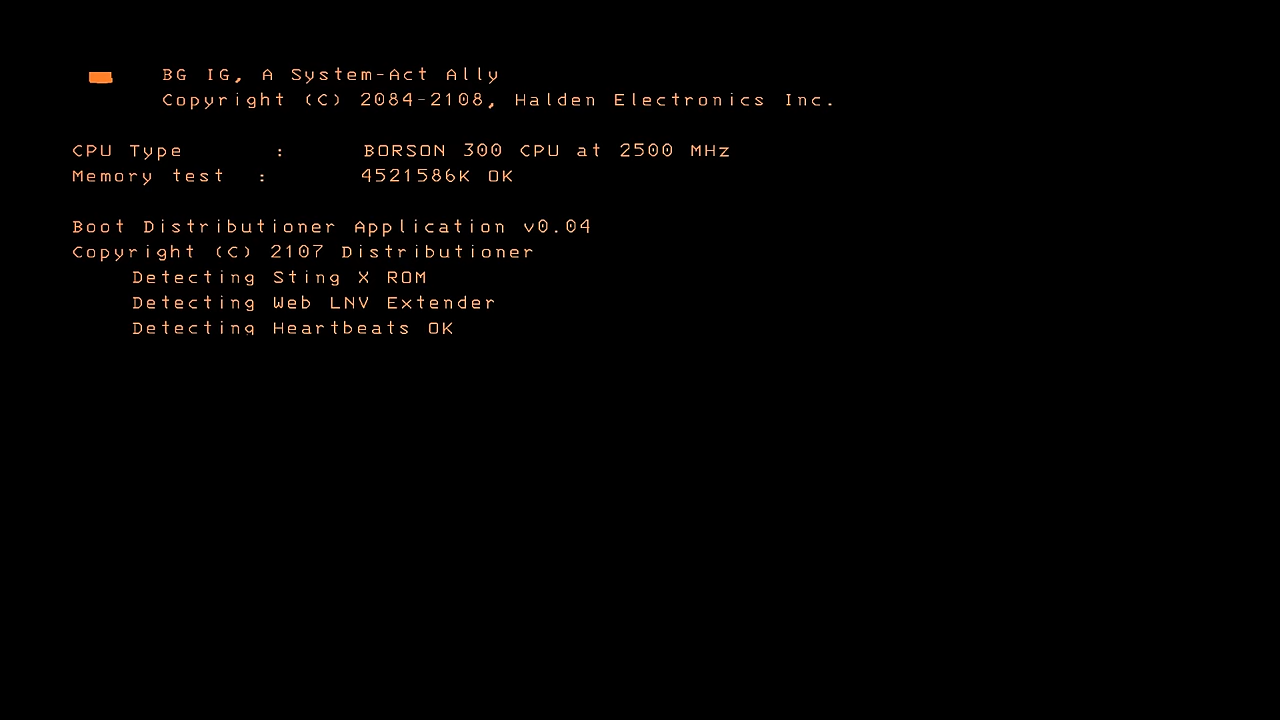 BG IG, A System-Act Ally
Copyright (C) 2084-2108, Halden Electronics Inc.
CPU Type : BORSON 300 CPU at 2500 MHz
Memory test : 4521586K OK
Boot Distributioner Application v0.04
Copyright (C) 2107 Distributioner
Detecting Sting X ROM
Detecting Web LNV Extender
Detecting Heartbeats OK